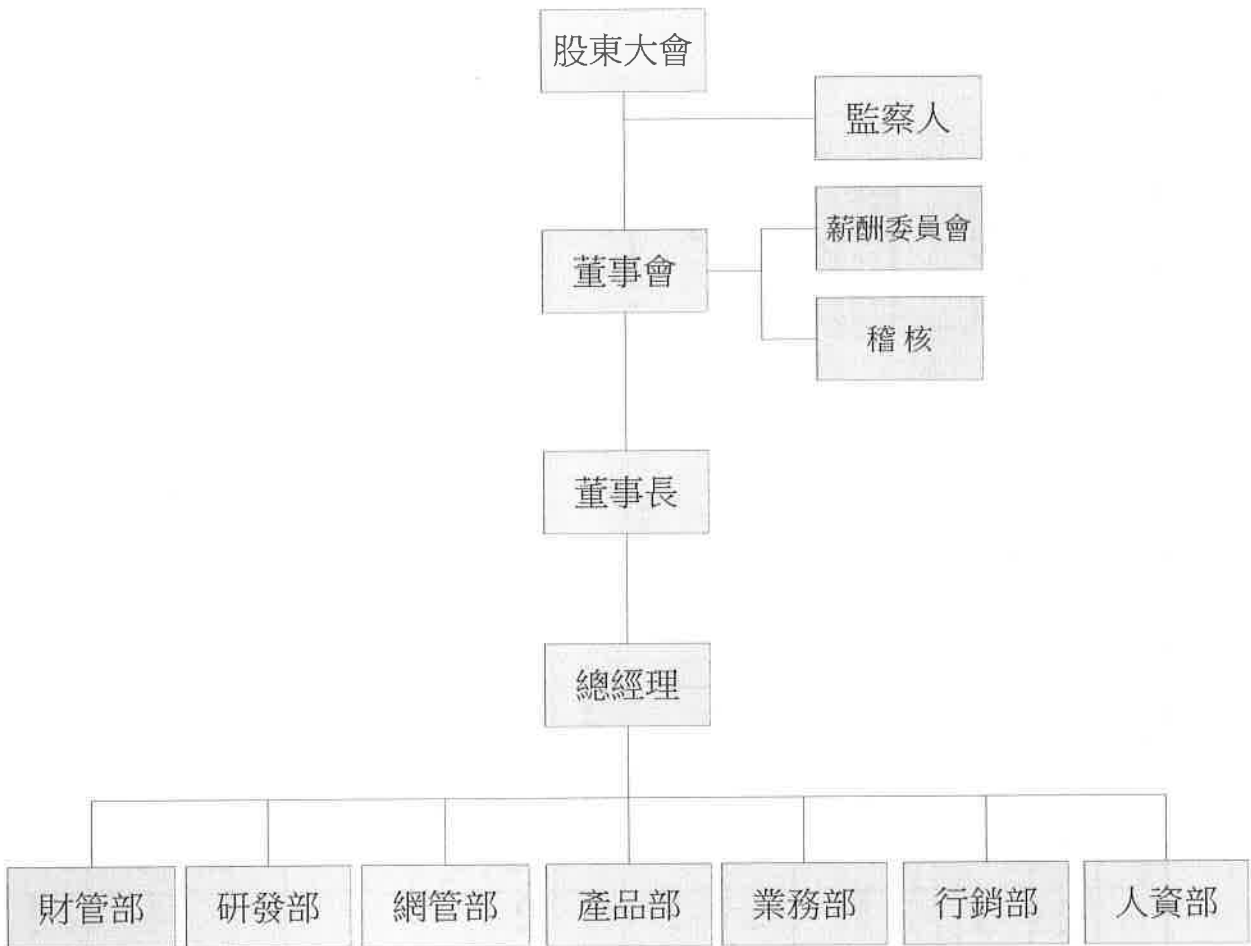 股東大會
監察人
薪酬委員會
董事會
稽核
董事長
總經理
財管部
研發部
網管部
產品部
業務部
行銷部
人資部